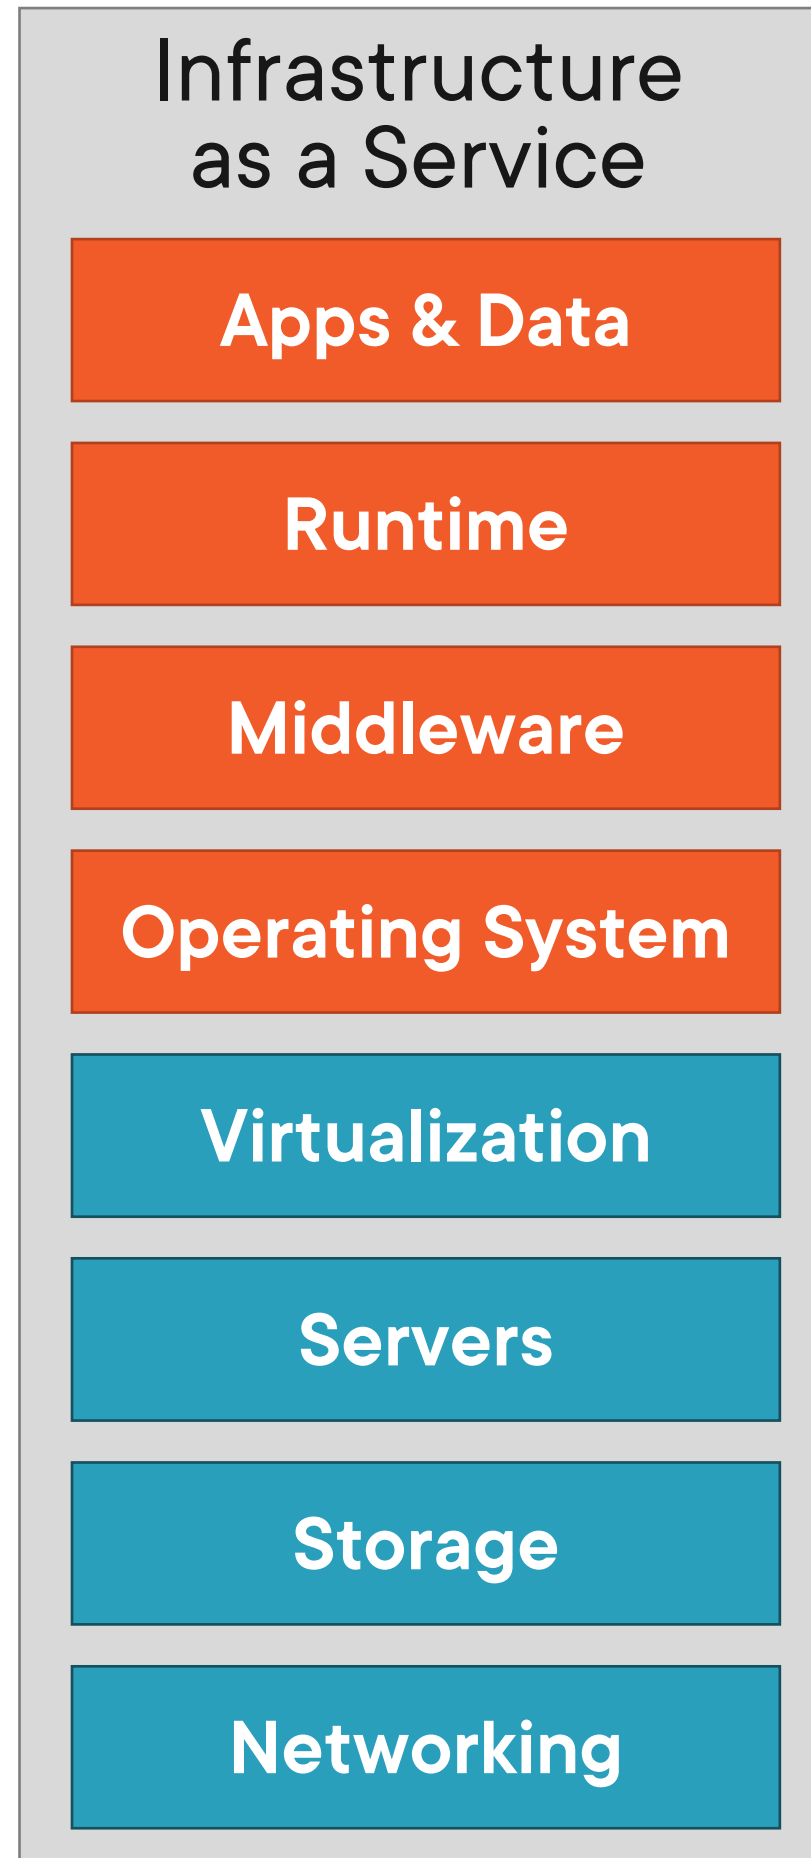 Infrastructure
as a Service
Apps & Data
Runtime
Middleware
Operating System
Virtualization
Servers
Storage
Networking